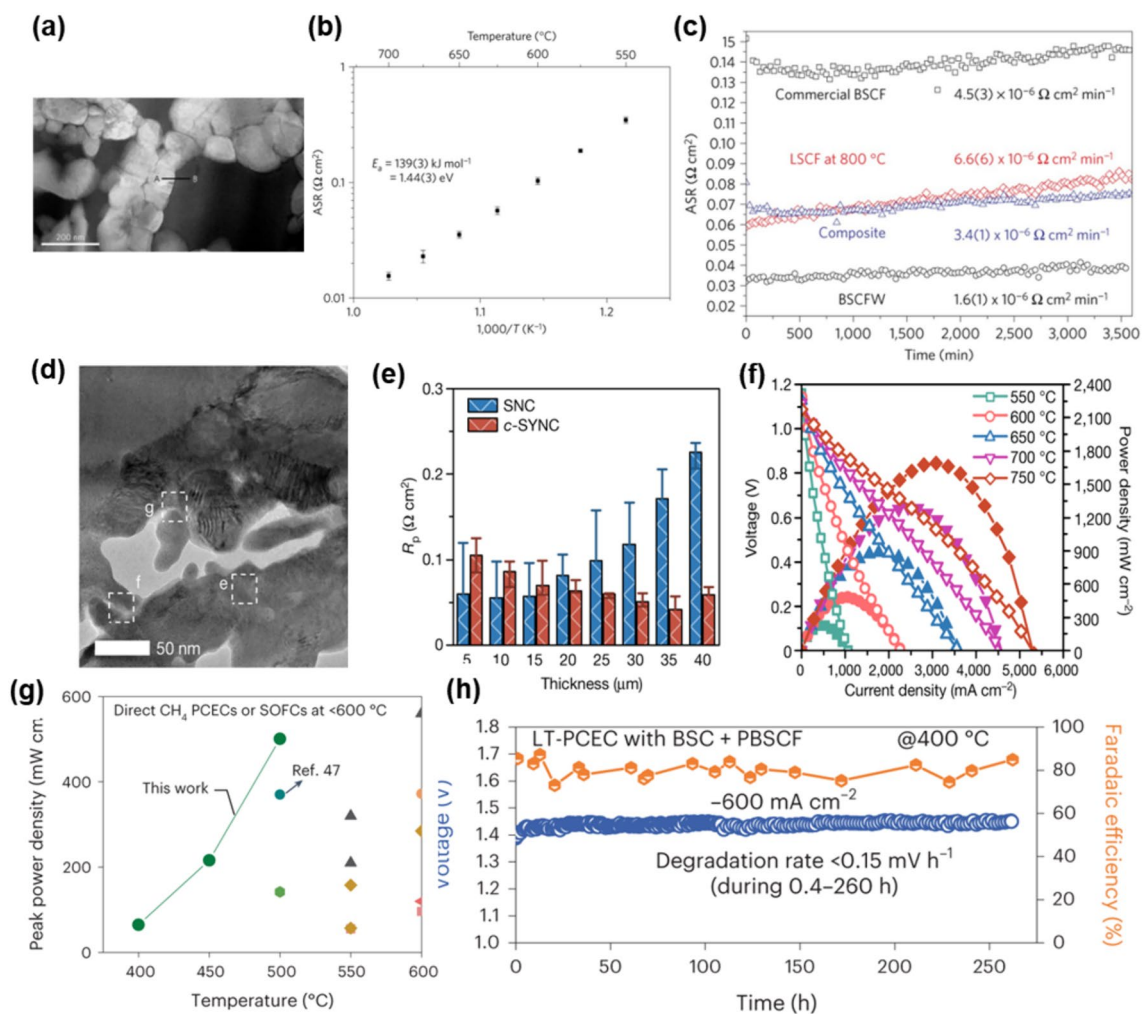 (a)
A
B
200 nm
(b)
Temperature (°C)
700 650 600 550
ASR (Ω cm²)
1
0.1
0.01
Eₐ = 139(3) kJ mol⁻¹
= 1.44(3) eV
1.0 1.1 1.2
1,000/T (K⁻¹)
(c)
ASR (Ω cm²)
15
0.14
0.13
0.12
0.11
0.10
0.09
0.08
0.07
0.06
0.05
0.04
0.03
0.02
0.01
Commercial BSCF 4.5(3) × 10⁻⁶ Ω cm² min⁻¹
LSCF at 800 °C 6.6(6) x 10⁻⁶ Ω cm² min⁻¹
Composite 3.4(1) x 10⁻⁶ Ω cm² min⁻¹
BSCFW 1.6(1) x 10⁻⁶ Ω cm² min⁻¹
0 500 1,000 1,500 2,000 2,500 3,000 3,500
Time (min)
(d)
g
f
e
50 nm
(e)
Rₚ (Ω cm²)
0.3
0.2
0.1
0
SNC
c-SYNC
5 10 15 20 25 30 35 40
Thickness (μm)
(f)
Voltage (V)
1.2
1.0
0.8
0.6
0.4
0.2
0
550 °C
600 °C
650 °C
700 °C
750 °C
2,400
2,100
1,800
1,500
1,200
900
600
300
0
Power density (mW cm⁻²)
0 1,000 2,000 3,000 4,000 5,000
Current density (mA cm⁻²)
(g)
Peak power density (mW cm
600
400
200
0
Direct CH₄ PCECs or SOFCs at <600 °C
This work
Ref. 47
400 450 500 550 600
Temperature (°C)
(h)
voltage (V)
1.8
1.7
1.6
1.5
1.4
1.3
1.2
1.1
1.0
LT-PCEC with BSC + PBSCF @400 °C
−600 mA cm⁻²
Degradation rate <0.15 mV h⁻¹
(during 0.4–260 h)
100
80
60
40
20
0
Faradaic efficiency (%)
0 50 100 150 200 250
Time (h)